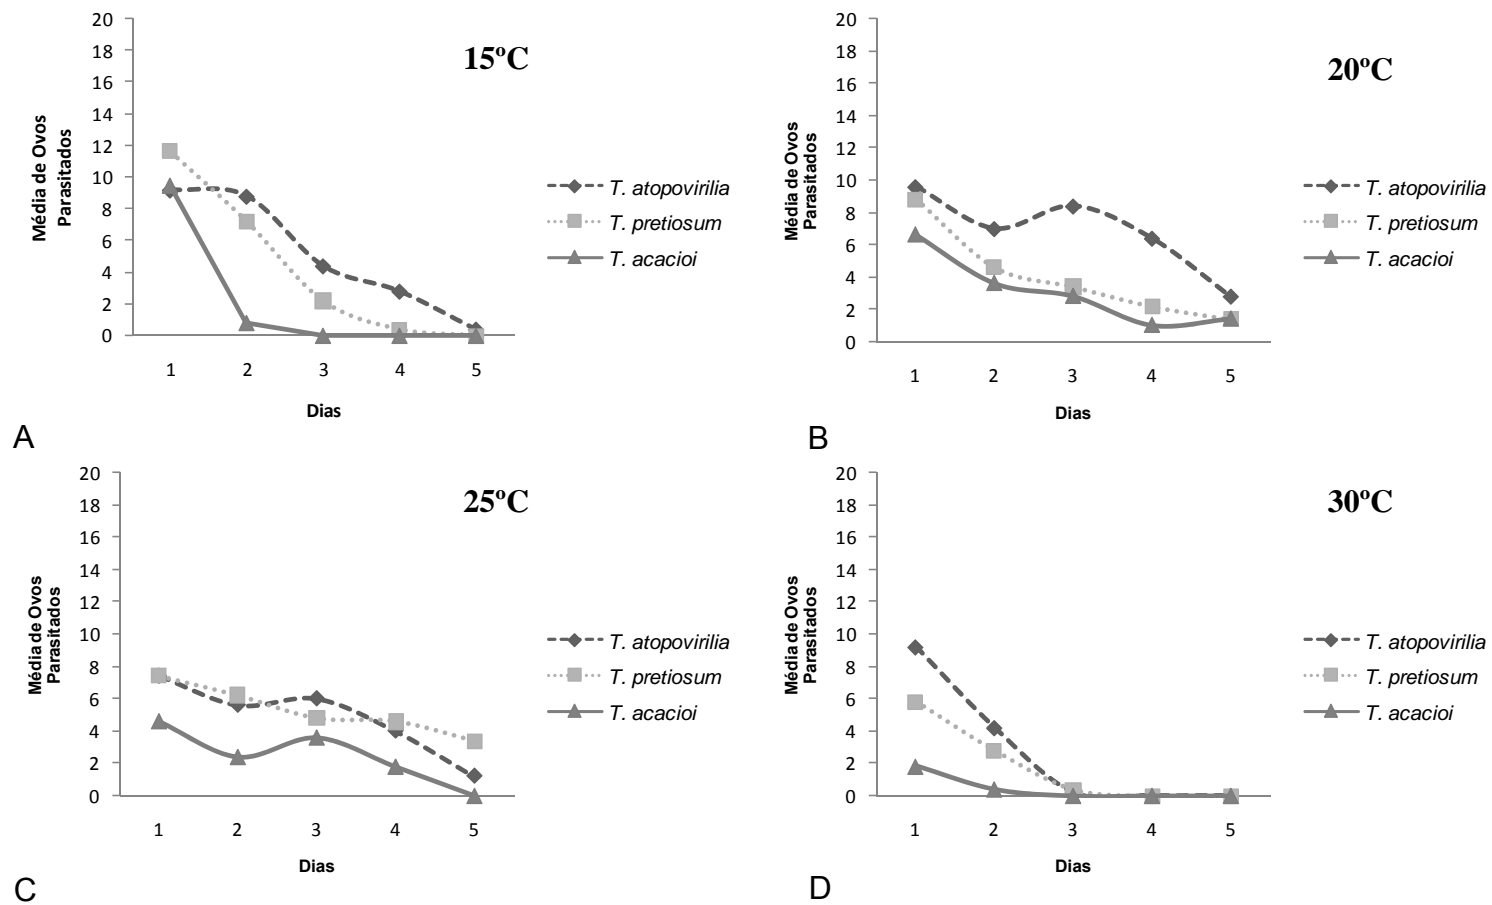 20
18
16
14
12
10
8
6
4
2
0
Média de Ovos
Parasitados
15ºC
T. atopovirilia
T. pretiosum
T. acacioi
1 2 3 4 5
Dias
A
20
18
16
14
12
10
8
6
4
2
0
Média de Ovos
Parasitados
20ºC
T. atopovirilia
T. pretiosum
T. acacioi
1 2 3 4 5
Dias
B
20
18
16
14
12
10
8
6
4
2
0
Média de Ovos
Parasitados
25ºC
T. atopovirilia
T. pretiosum
T. acacioi
1 2 3 4 5
Dias
C
20
18
16
14
12
10
8
6
4
2
0
Média de Ovos
Parasitados
30ºC
T. atopovirilia
T. pretiosum
T. acacioi
1 2 3 4 5
Dias
D